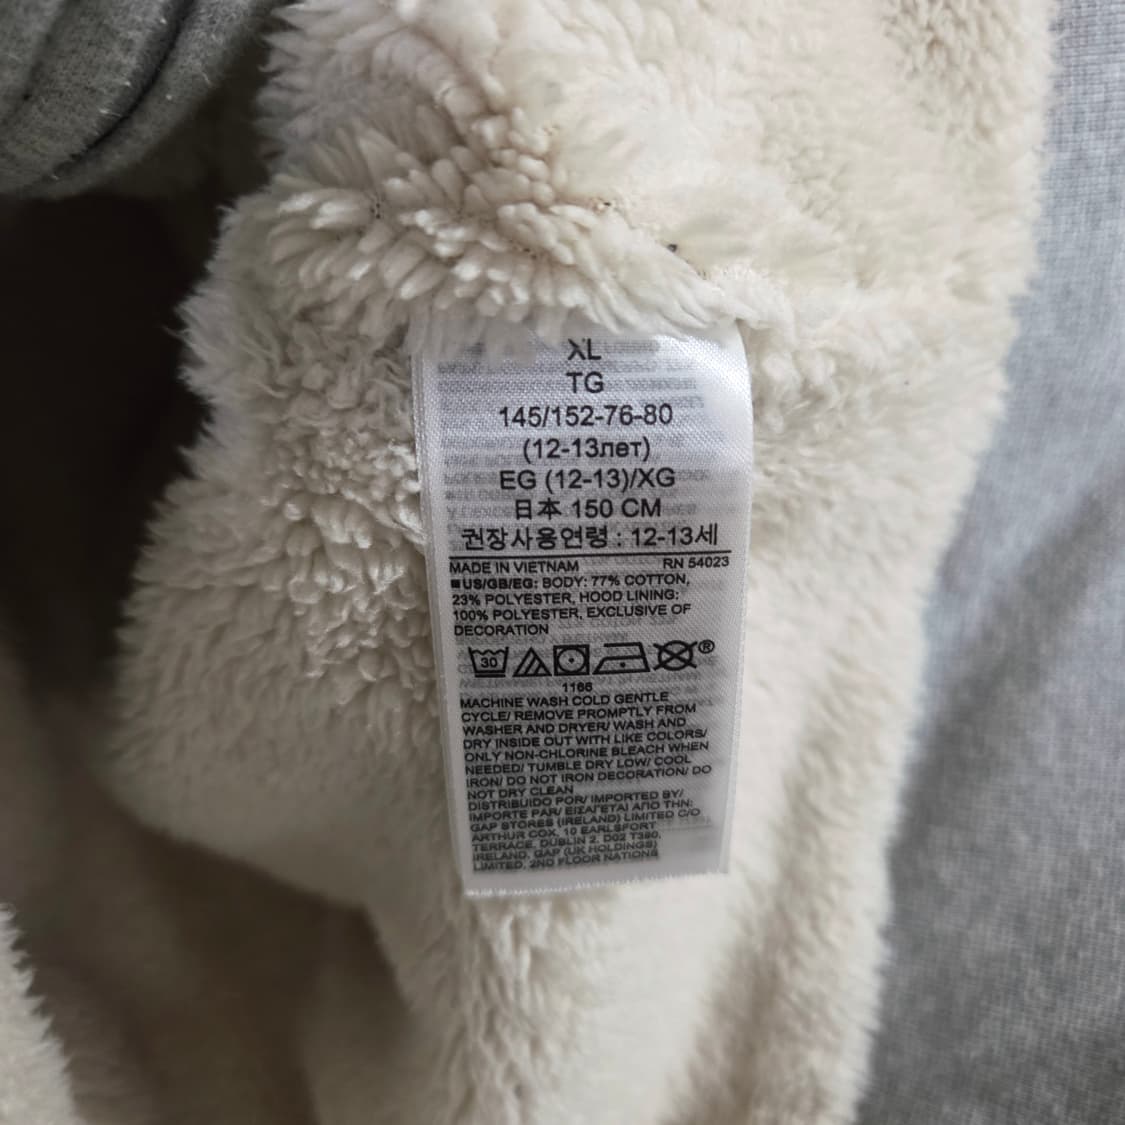 XL
TG
145/152-76-80
(12-13лет)
EG (12-13)/XG
日本 150 CM
권장사용연령 : 12-13세
MADE IN VIETNAM RN 54023
■US/GB/EG: BODY: 77% COTTON,
23% POLYESTER, HOOD LINING:
100% POLYESTER, EXCLUSIVE OF
DECORATION
30 ®
1166
MACHINE WASH COLD GENTLE
CYCLE/ REMOVE PROMPTLY FROM
WASHER AND DRYER/ WASH AND
DRY INSIDE OUT WITH LIKE COLORS/
ONLY NON-CHLORINE BLEACH WHEN
NEEDED/ TUMBLE DRY LOW/ COOL
IRON/ DO NOT IRON DECORATION/ DO
NOT DRY CLEAN
DISTRIBUIDO POR/ IMPORTED BY/
IMPORTE PAR/ ΕΙΣΑΓΕΤΑΙ ΑΠΟ ΤΗΝ:
GAP STORES (IRELAND) LIMITED C/O
ARTHUR COX, 10 EARLSFORT
TERRACE, DUBLIN 2, D02 T380,
IRELAND, GAP (UK HOLDINGS)
LIMITED, 2ND FLOOR NATIONS